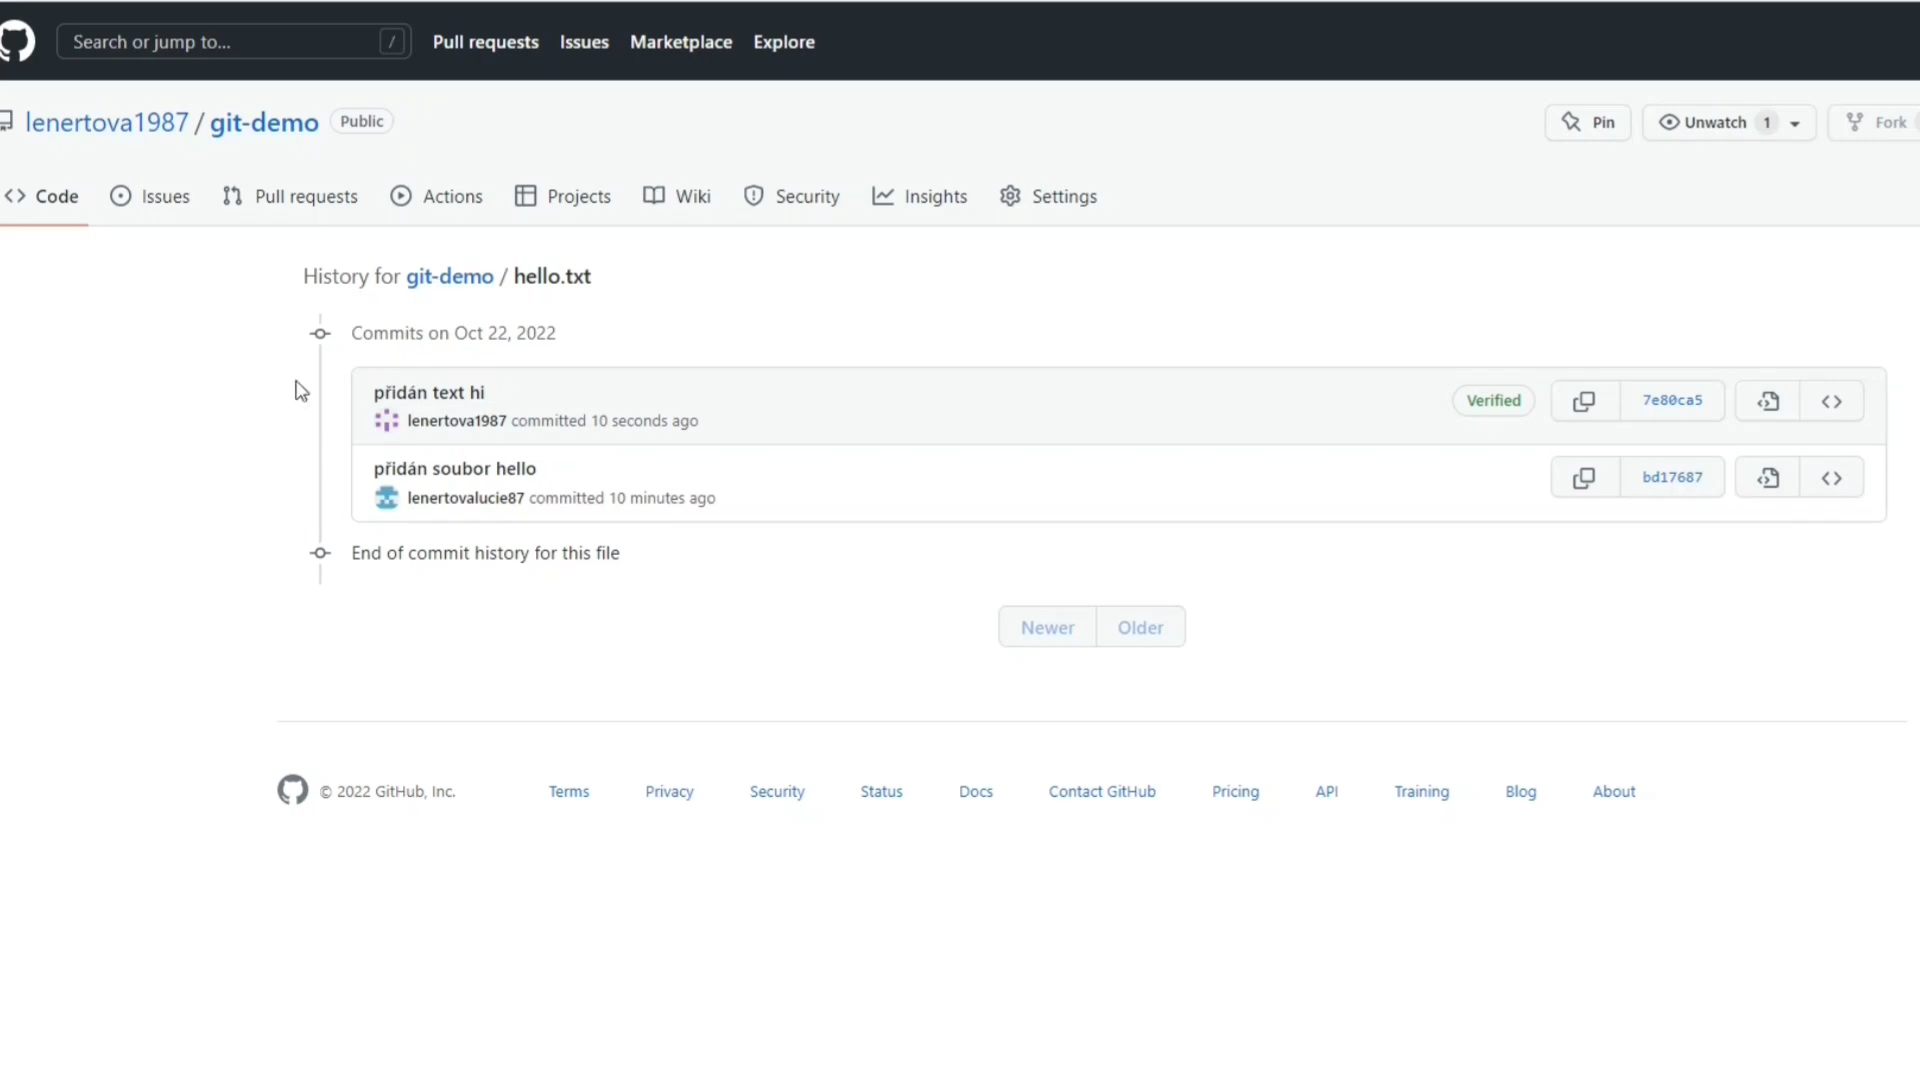 Search or jump to... /
Pull requests Issues Marketplace Explore
lenertova1987 / git-demo Public
Pin Unwatch 1 Fork
Code Issues Pull requests Actions Projects Wiki Security Insights Settings
History for git-demo / hello.txt
Commits on Oct 22, 2022
přidán text hi
lenertova1987 committed 10 seconds ago
Verified 7e80ca5
přidán soubor hello
lenertovalucie87 committed 10 minutes ago
bd17687
End of commit history for this file
Newer Older
© 2022 GitHub, Inc. Terms Privacy Security Status Docs Contact GitHub Pricing API Training Blog About